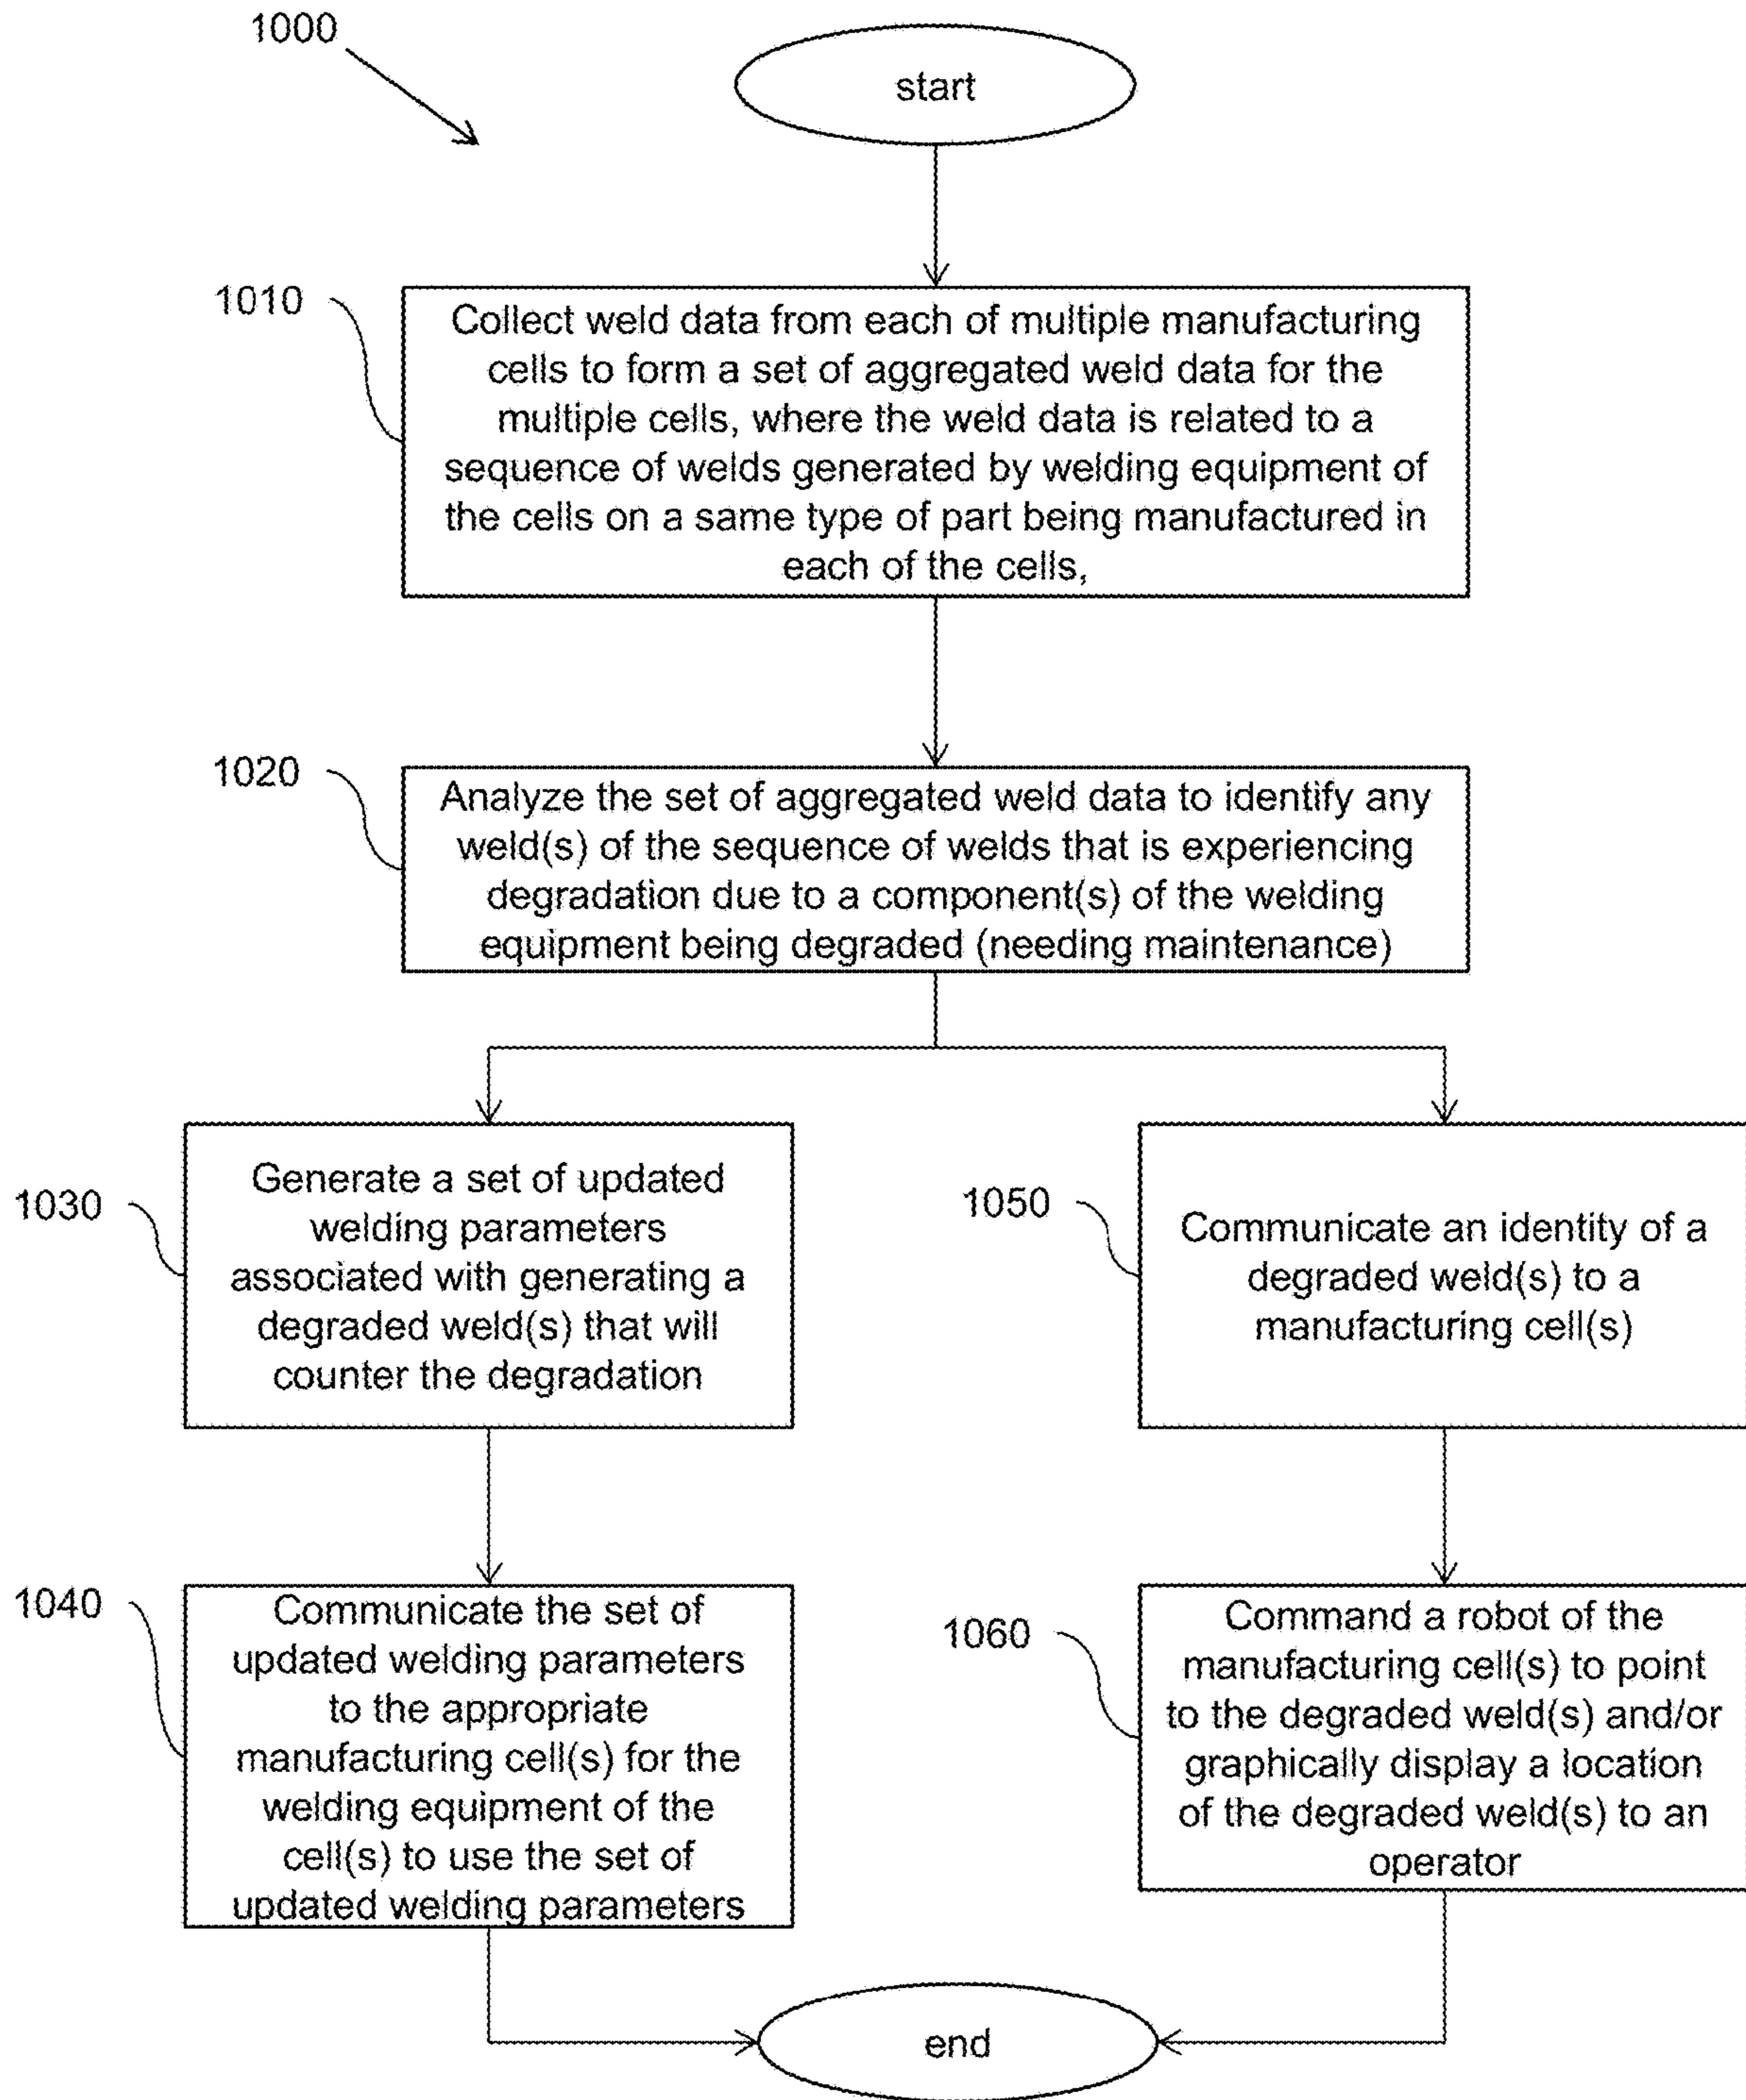 1000
start
1010
Collect weld data from each of multiple manufacturing
cells to form a set of aggregated weld data for the
multiple cells, where the weld data is related to a
sequence of welds generated by welding equipment of
the cells on a same type of part being manufactured in
each of the cells,
1020
Analyze the set of aggregated weld data to identify any
weld(s) of the sequence of welds that is experiencing
degradation due to a component(s) of the welding
equipment being degraded (needing maintenance)
1030
Generate a set of updated
welding parameters
associated with generating a
degraded weld(s) that will
counter the degradation
1050
Communicate an identity of a
degraded weld(s) to a
manufacturing cell(s)
1040
Communicate the set of
updated welding parameters
to the appropriate
manufacturing cell(s) for the
welding equipment of the
cell(s) to use the set of
updated welding parameters
1060
Command a robot of the
manufacturing cell(s) to point
to the degraded weld(s) and/or
graphically display a location
of the degraded weld(s) to an
operator
end